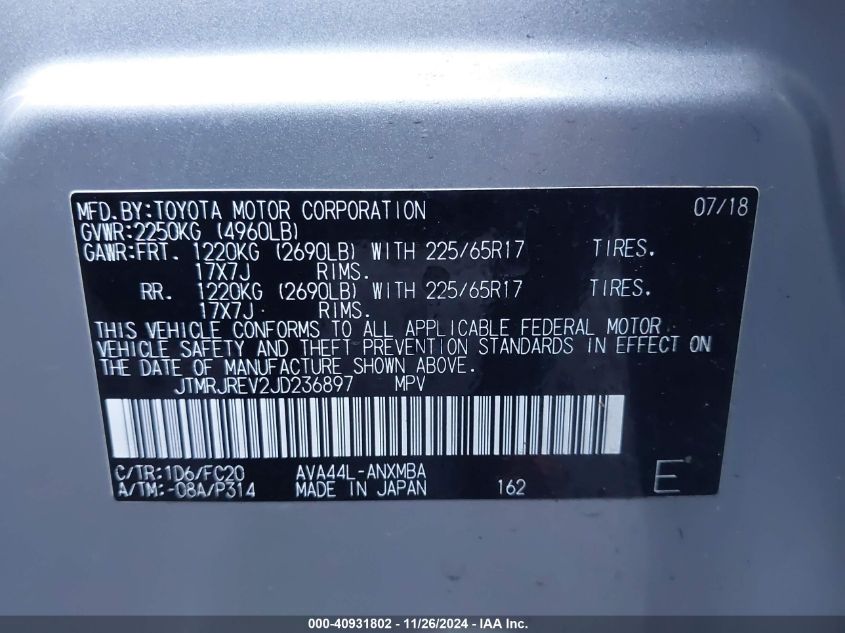 MFD.BY:TOYOTA MOTOR CORPORATION 07/18
GVWR:2250KG (4960LB)
GAWR:FRT. 1220KG (2690LB) WITH 225/65R17 TIRES.
17X7J RIMS.
RR. 1220KG (2690LB) WITH 225/65R17 TIRES.
17X7J RIMS.
THIS VEHICLE CONFORMS TO ALL APPLICABLE FEDERAL MOTOR
VEHICLE SAFETY AND THEFT PREVENTION STANDARDS IN EFFECT ON
THE DATE OF MANUFACTURE SHOWN ABOVE.
JTMRJREV2JD236897 MPV
C/TR:1D6/FC20 AVA44L-ANXMBA
A/TM:-08A/P314 MADE IN JAPAN 162 E
000-40931802 - 11/26/2024 - IAA Inc.